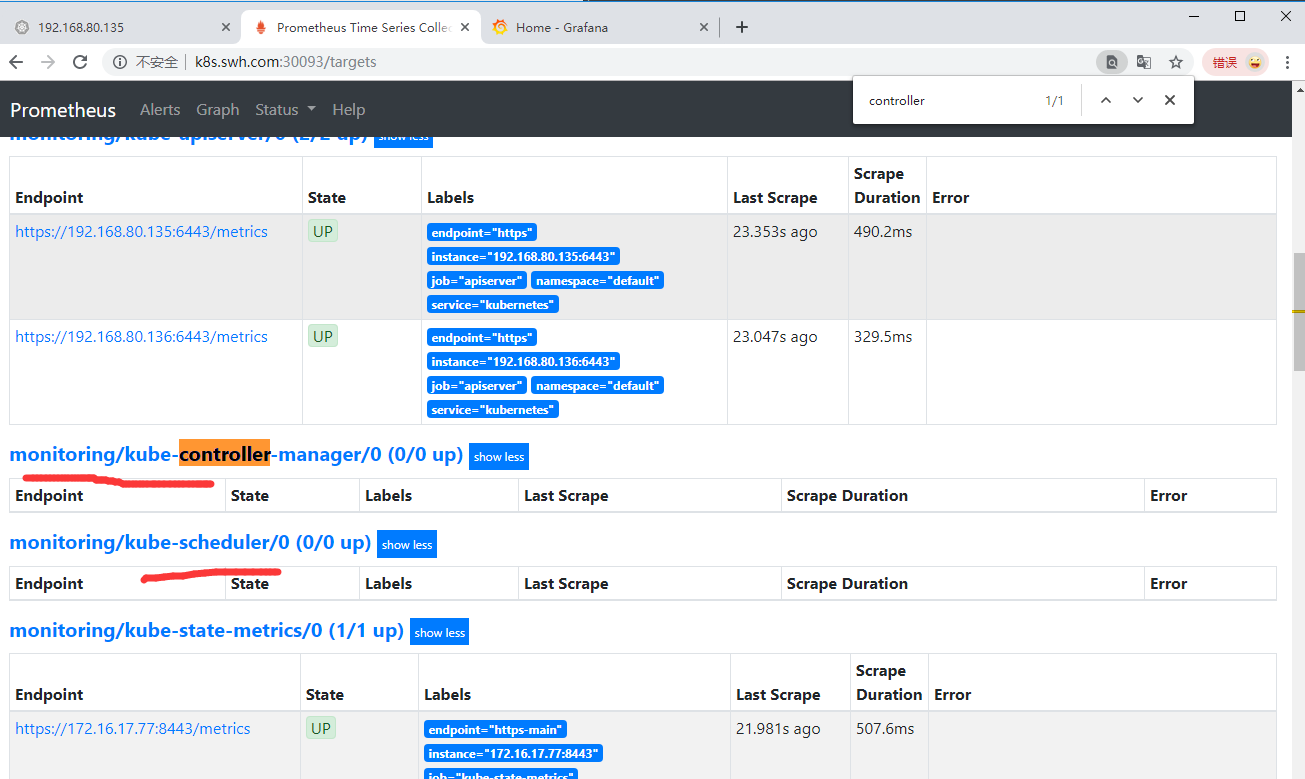 192.168.80.135
Prometheus Time Series Collec
Home - Grafana
不安全 k8s.swh.com:30093/targets
错误
controller 1/1
Prometheus Alerts Graph Status Help
monitoring/kube-apiserver/0 (2/2 up) show less
Endpoint State Labels Last Scrape Scrape Duration Error
https://192.168.80.135:6443/metrics UP endpoint="https" 23.353s ago 490.2ms
instance="192.168.80.135:6443"
job="apiserver" namespace="default"
service="kubernetes"
https://192.168.80.136:6443/metrics UP endpoint="https" 23.047s ago 329.5ms
instance="192.168.80.136:6443"
job="apiserver" namespace="default"
service="kubernetes"
monitoring/kube-controller-manager/0 (0/0 up) show less
Endpoint State Labels Last Scrape Scrape Duration Error
monitoring/kube-scheduler/0 (0/0 up) show less
Endpoint State Labels Last Scrape Scrape Duration Error
monitoring/kube-state-metrics/0 (1/1 up) show less
Endpoint State Labels Last Scrape Scrape Duration Error
https://172.16.17.77:8443/metrics UP endpoint="https-main" 21.981s ago 507.6ms
instance="172.16.17.77:8443"
job="kube-state-metrics"